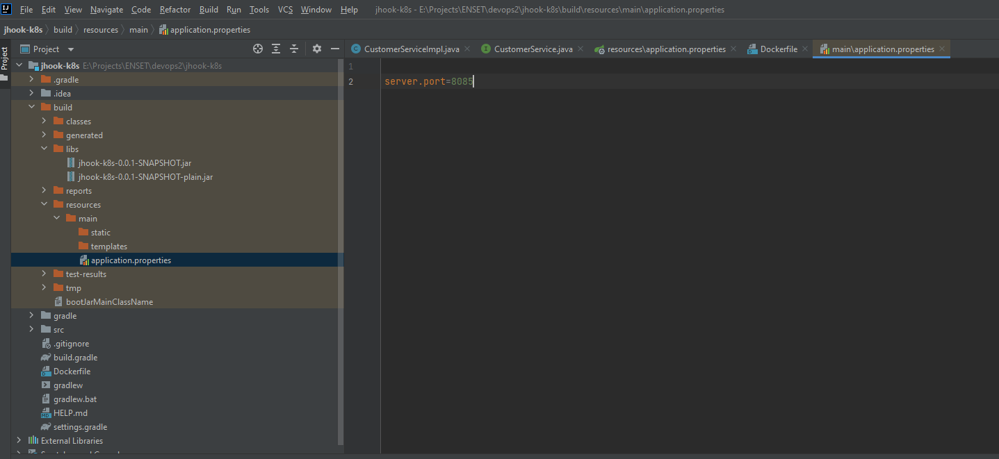 File Edit View Navigate Code Refactor Build Run Tools VCS Window Help jhook-k8s - E:\Projects\ENSET\devops2\jhook-k8s\build\resources\main\application.properties
jhook-k8s build resources main application.properties
Project
Project
CustomerServiceImpl.java CustomerService.java resources\application.properties Dockerfile main\application.properties
jhook-k8s E:\Projects\ENSET\devops2\jhook-k8s
.gradle
.idea
build
classes
generated
libs
jhook-k8s-0.0.1-SNAPSHOT.jar
jhook-k8s-0.0.1-SNAPSHOT-plain.jar
reports
resources
main
static
templates
application.properties
test-results
tmp
bootJarMainClassName
gradle
src
.gitignore
build.gradle
Dockerfile
gradlew
gradlew.bat
HELP.md
settings.gradle
External Libraries
1
2 server.port=8085